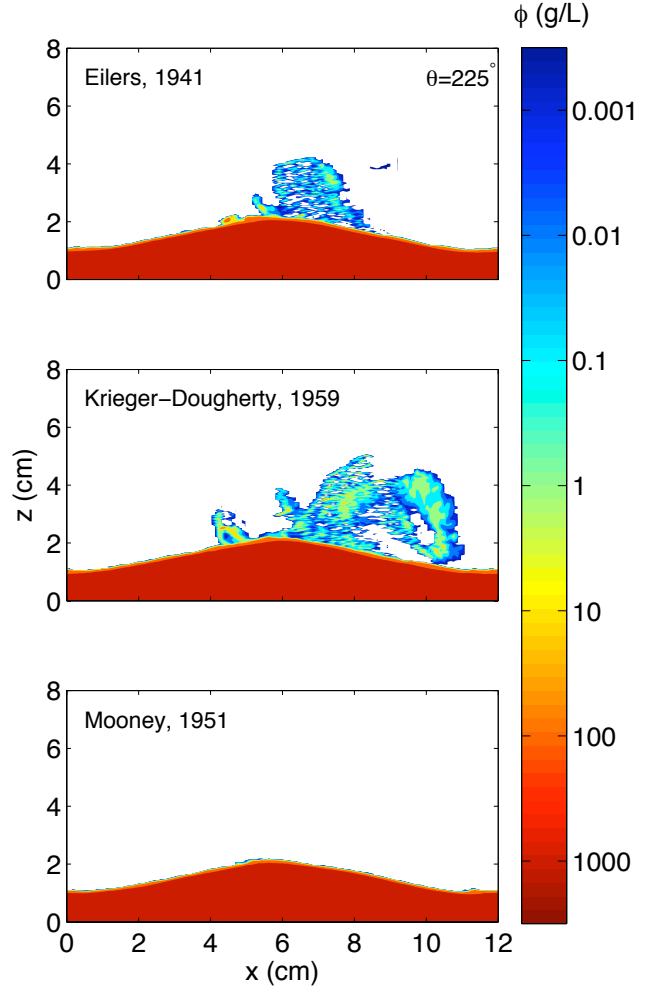 ϕ (g/L)
8
6
4
2
0
Eilers, 1941
θ=225°
8
6
4
2
0
Krieger−Dougherty, 1959
z (cm)
8
6
4
2
0
Mooney, 1951
0 2 4 6 8 10 12
x (cm)
0.001
0.01
0.1
1
10
100
1000